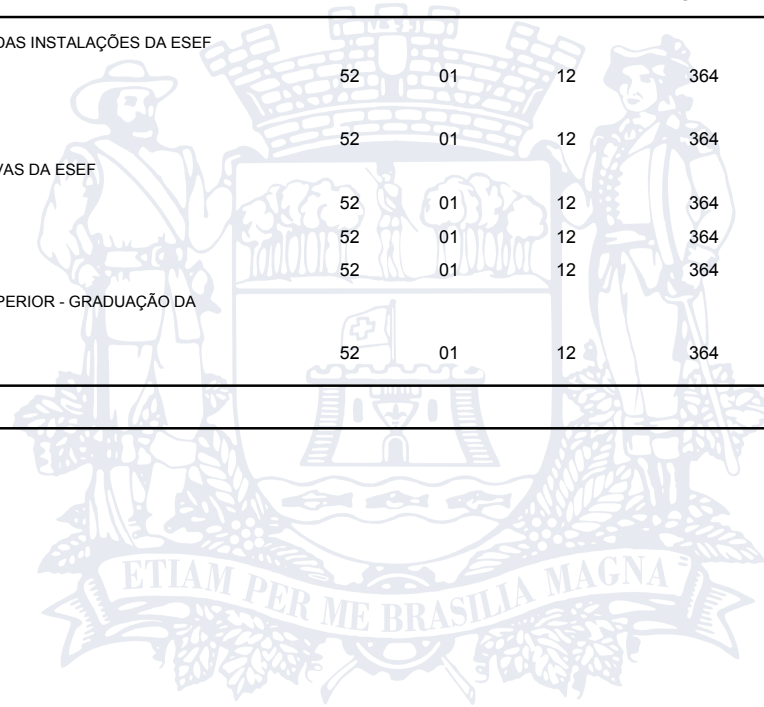 DAS INSTALAÇÕES DA ESEF
52 01 12 364
52 01 12 364
VAS DA ESEF
52 01 12 364
52 01 12 364
52 01 12 364
PERIOR - GRADUAÇÃO DA
52 01 12 364
ETIAM PER ME BRASILIA MAGNA